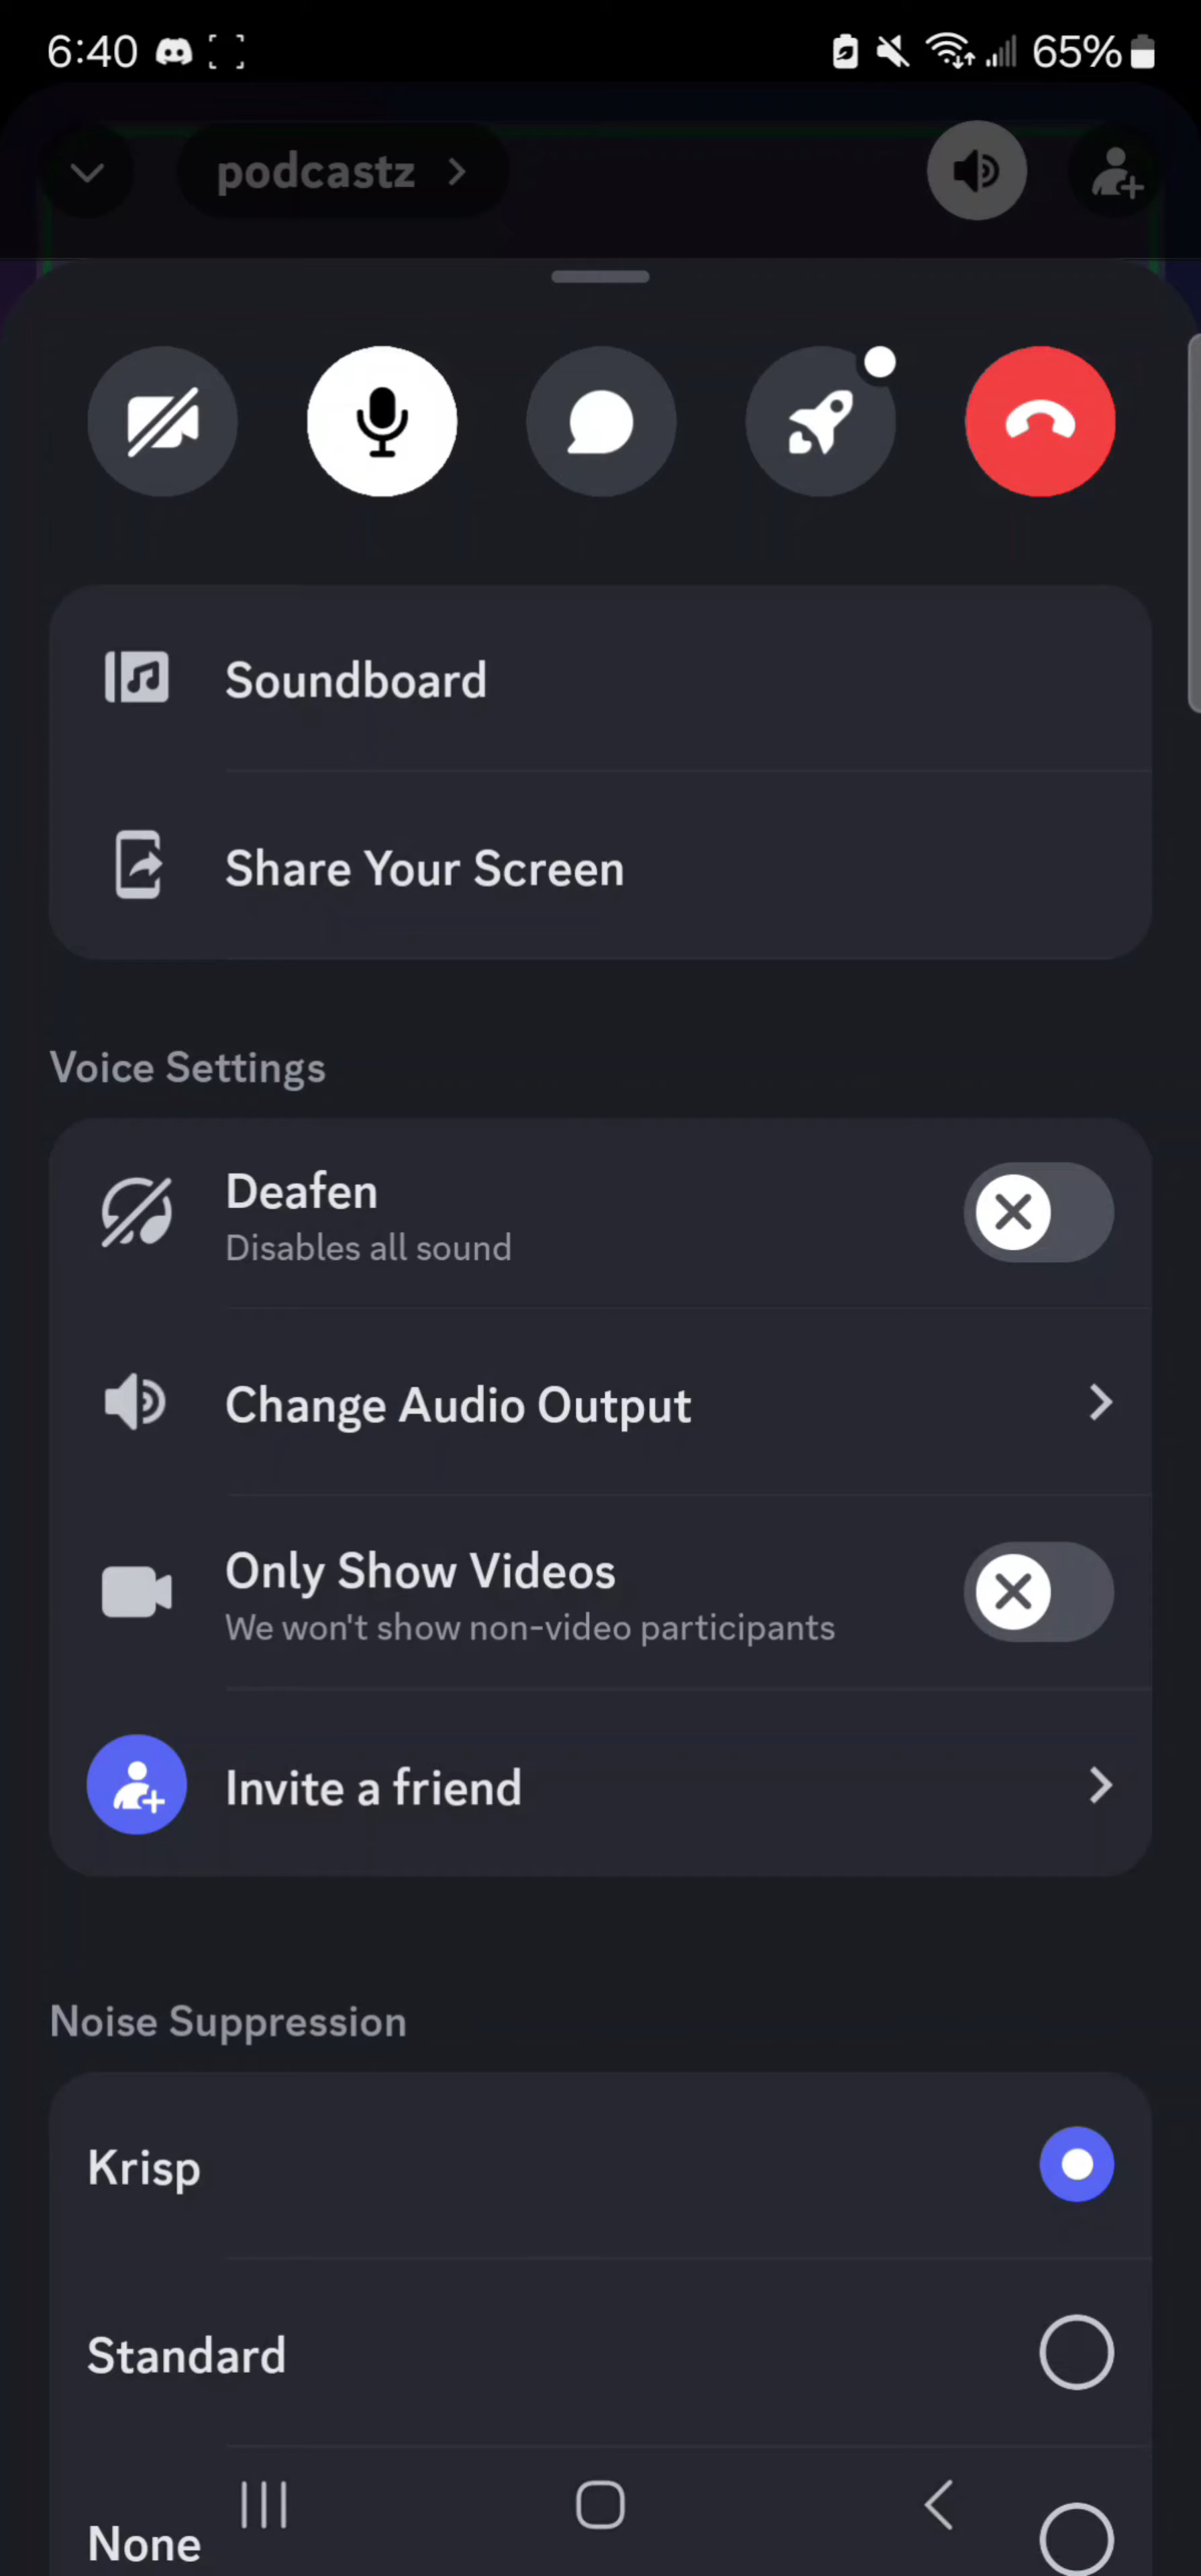 6:40
65%
podcastz
Soundboard
Share Your Screen
Voice Settings
Deafen
Disables all sound
Change Audio Output
Only Show Videos
We won't show non-video participants
Invite a friend
Noise Suppression
Krisp
Standard
None